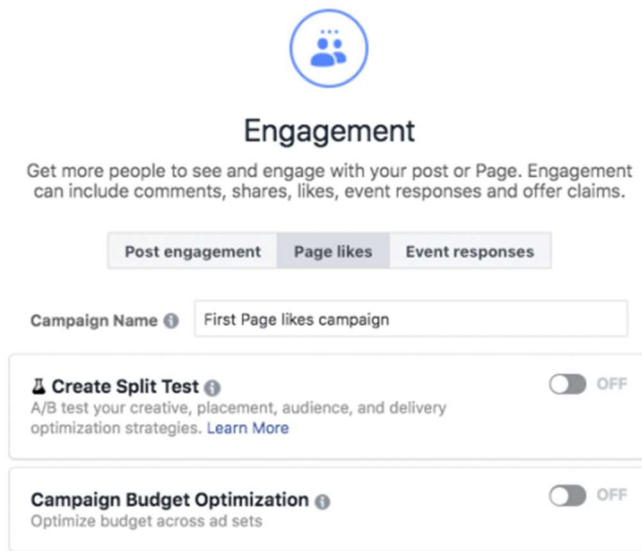 Engagement
Get more people to see and engage with your post or Page. Engagement
can include comments, shares, likes, event responses and offer claims.
Post engagement Page likes Event responses
Campaign Name First Page likes campaign
Create Split Test OFF
A/B test your creative, placement, audience, and delivery
optimization strategies. Learn More
Campaign Budget Optimization OFF
Optimize budget across ad sets